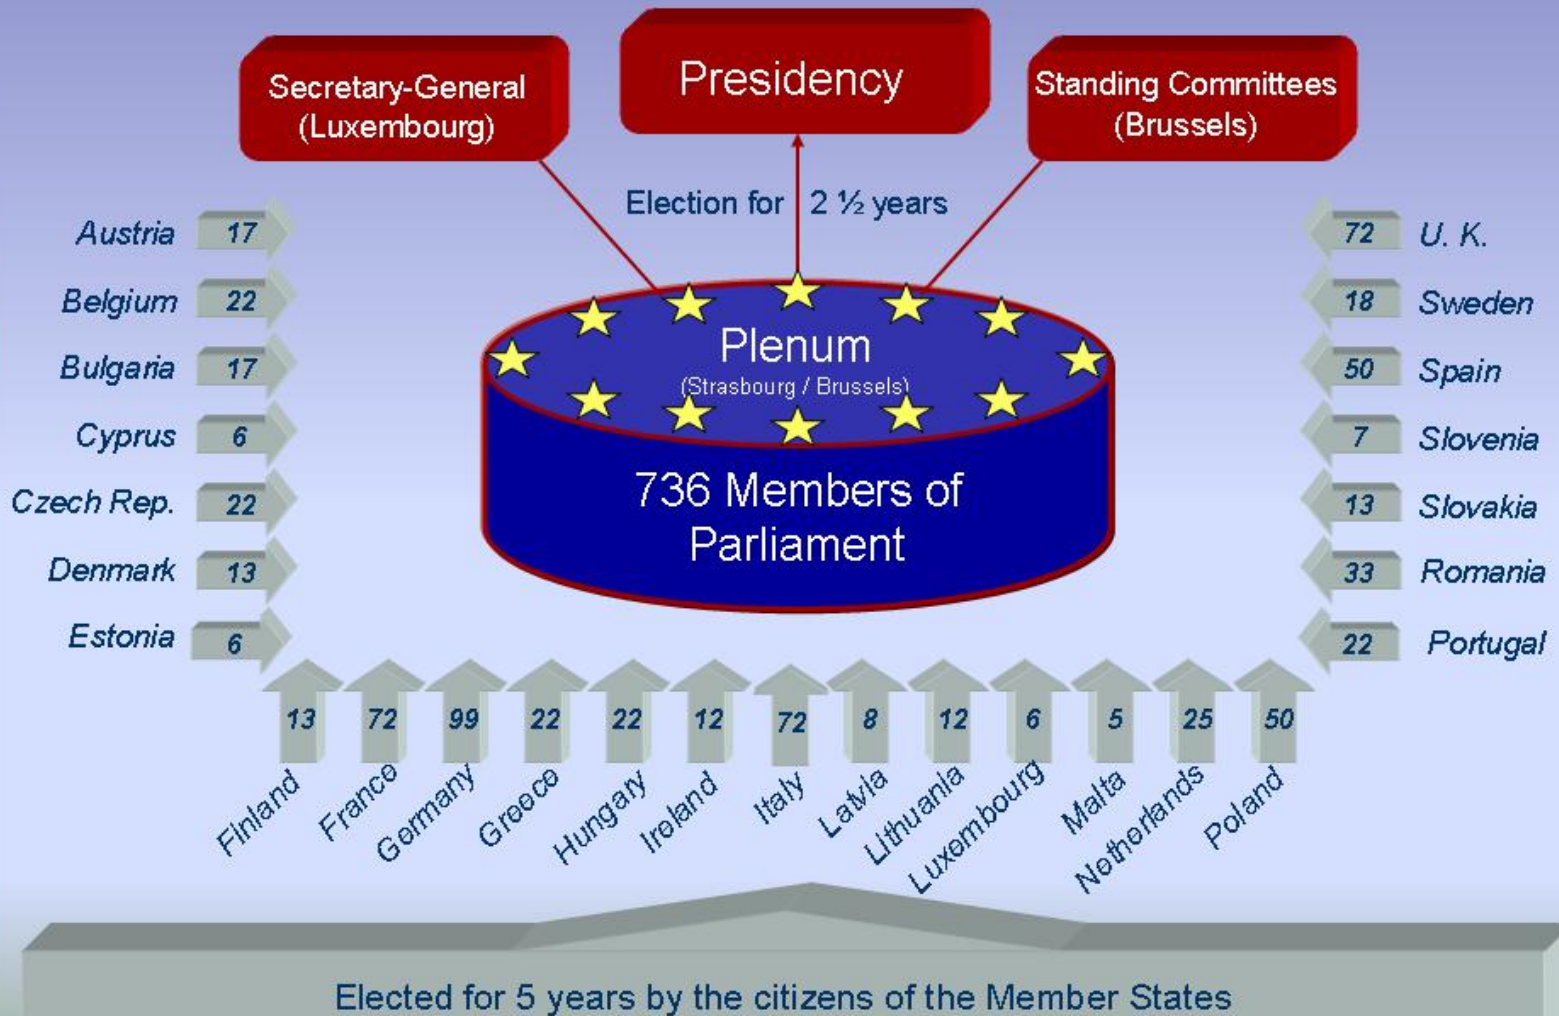 Secretary-General
(Luxembourg)
Presidency
Standing Committees
(Brussels)
Election for 2 ½ years
Plenum
(Strasbourg / Brussels)
736 Members of
Parliament
Austria 17
Belgium 22
Bulgaria 17
Cyprus 6
Czech Rep. 22
Denmark 13
Estonia 6
13 Finland
72 France
99 Germany
22 Greece
22 Hungary
12 Ireland
72 Italy
8 Latvia
12 Lithuania
6 Luxembourg
5 Malta
25 Netherlands
50 Poland
72 U. K.
18 Sweden
50 Spain
7 Slovenia
13 Slovakia
33 Romania
22 Portugal
Elected for 5 years by the citizens of the Member States